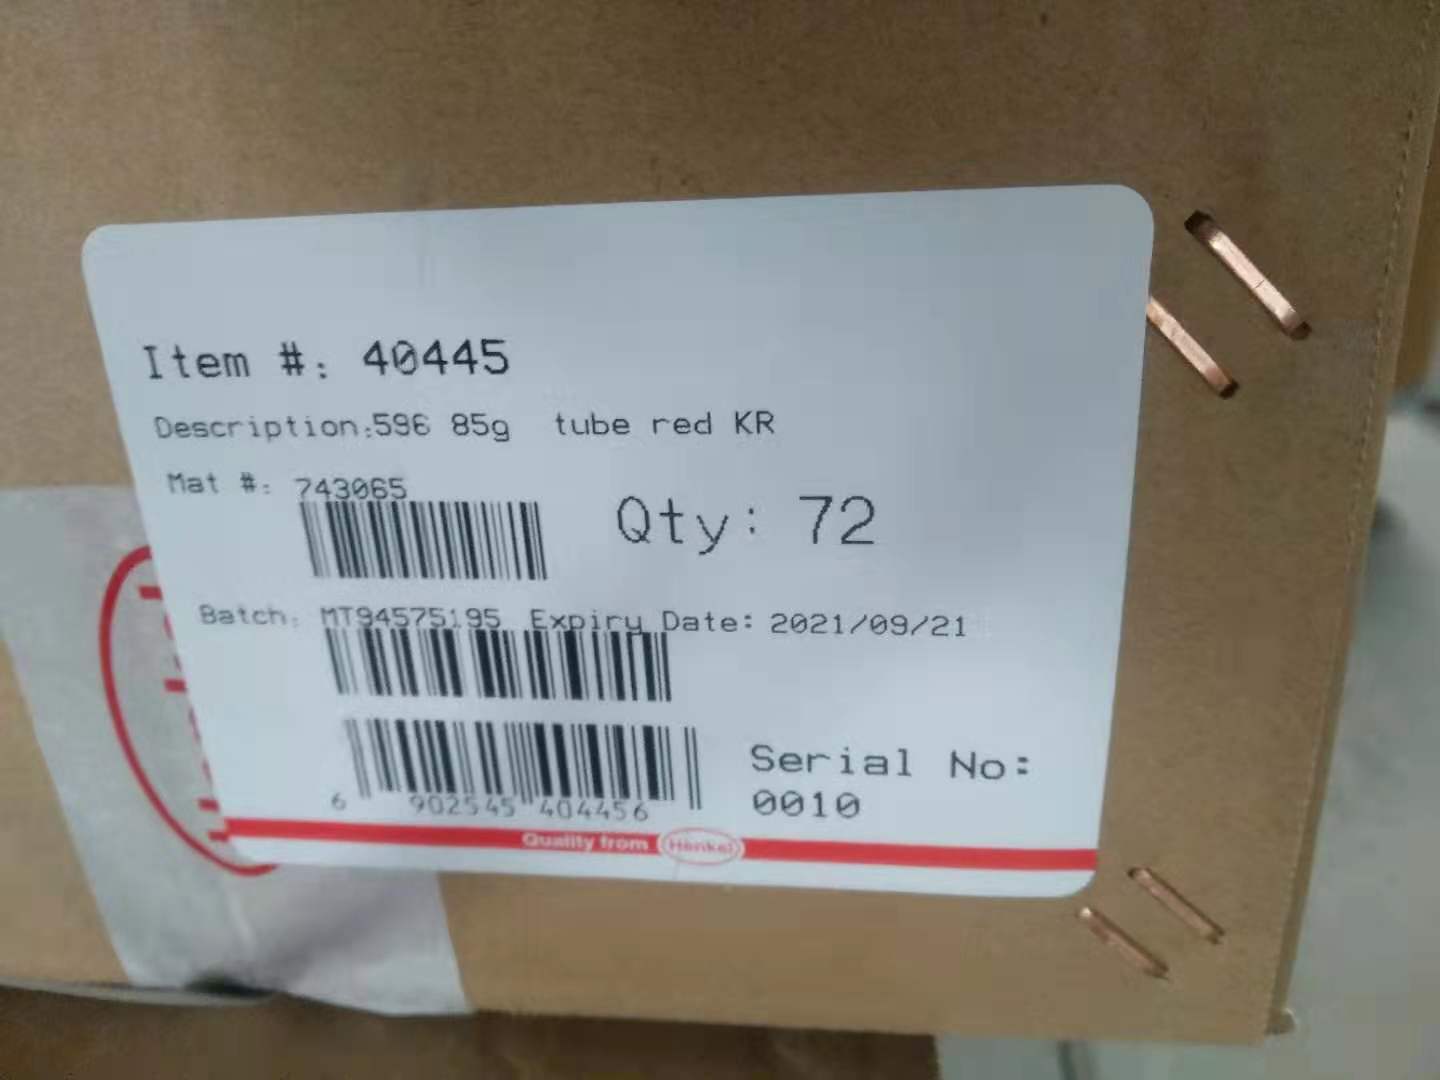 Item #: 40445
Description:596 85g tube red KR
Mat #: 743065
Qty: 72
Batch: MT94575195 Expiry Date: 2021/09/21
6 902545 404456
Serial No:
0010
Quality from Henkel